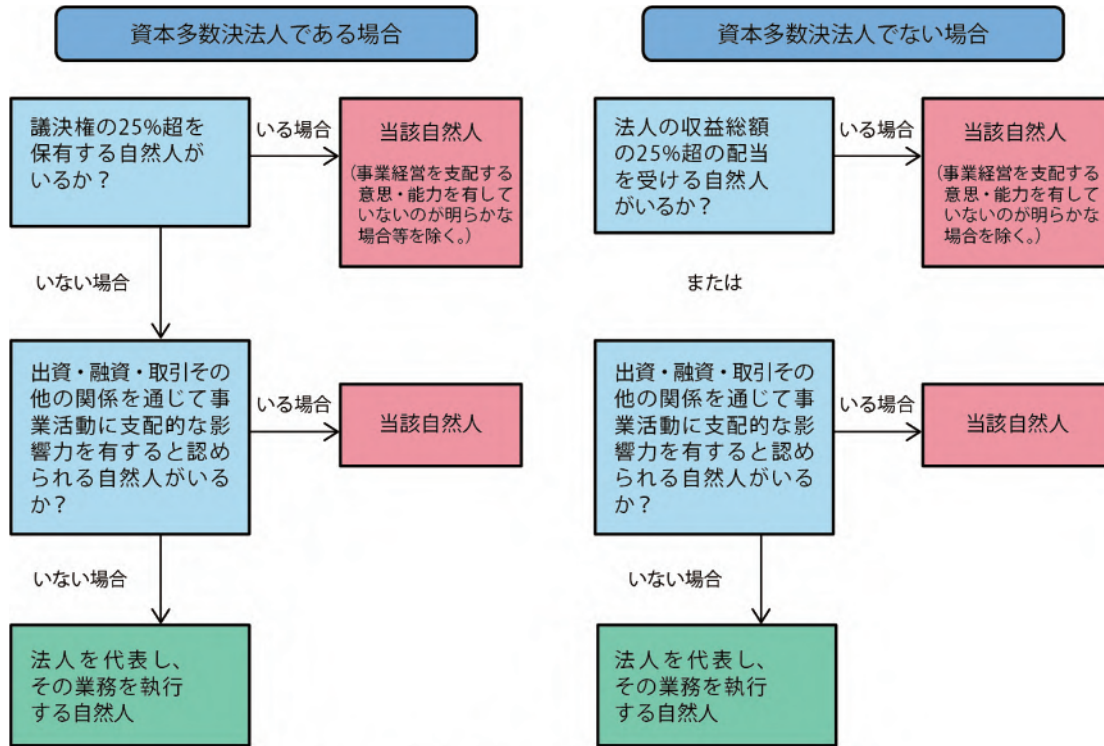 資本多数決法人である場合
議決権の25%超を
保有する自然人が
いるか？
いる場合
当該自然人
（事業経営を支配する
意思・能力を有して
いないのが明らかな
場合等を除く。）
いない場合
出資・融資・取引その
他の関係を通じて事
業活動に支配的な影
響力を有すると認め
られる自然人がいる
か？
いる場合
当該自然人
いない場合
法人を代表し、
その業務を執行
する自然人
資本多数決法人でない場合
法人の収益総額
の25%超の配当
を受ける自然人
がいるか？
いる場合
当該自然人
（事業経営を支配する
意思・能力を有して
いないのが明らかな
場合を除く。）
または
出資・融資・取引その
他の関係を通じて事
業活動に支配的な影
響力を有すると認め
られる自然人がいる
か？
いる場合
当該自然人
いない場合
法人を代表し、
その業務を執行
する自然人